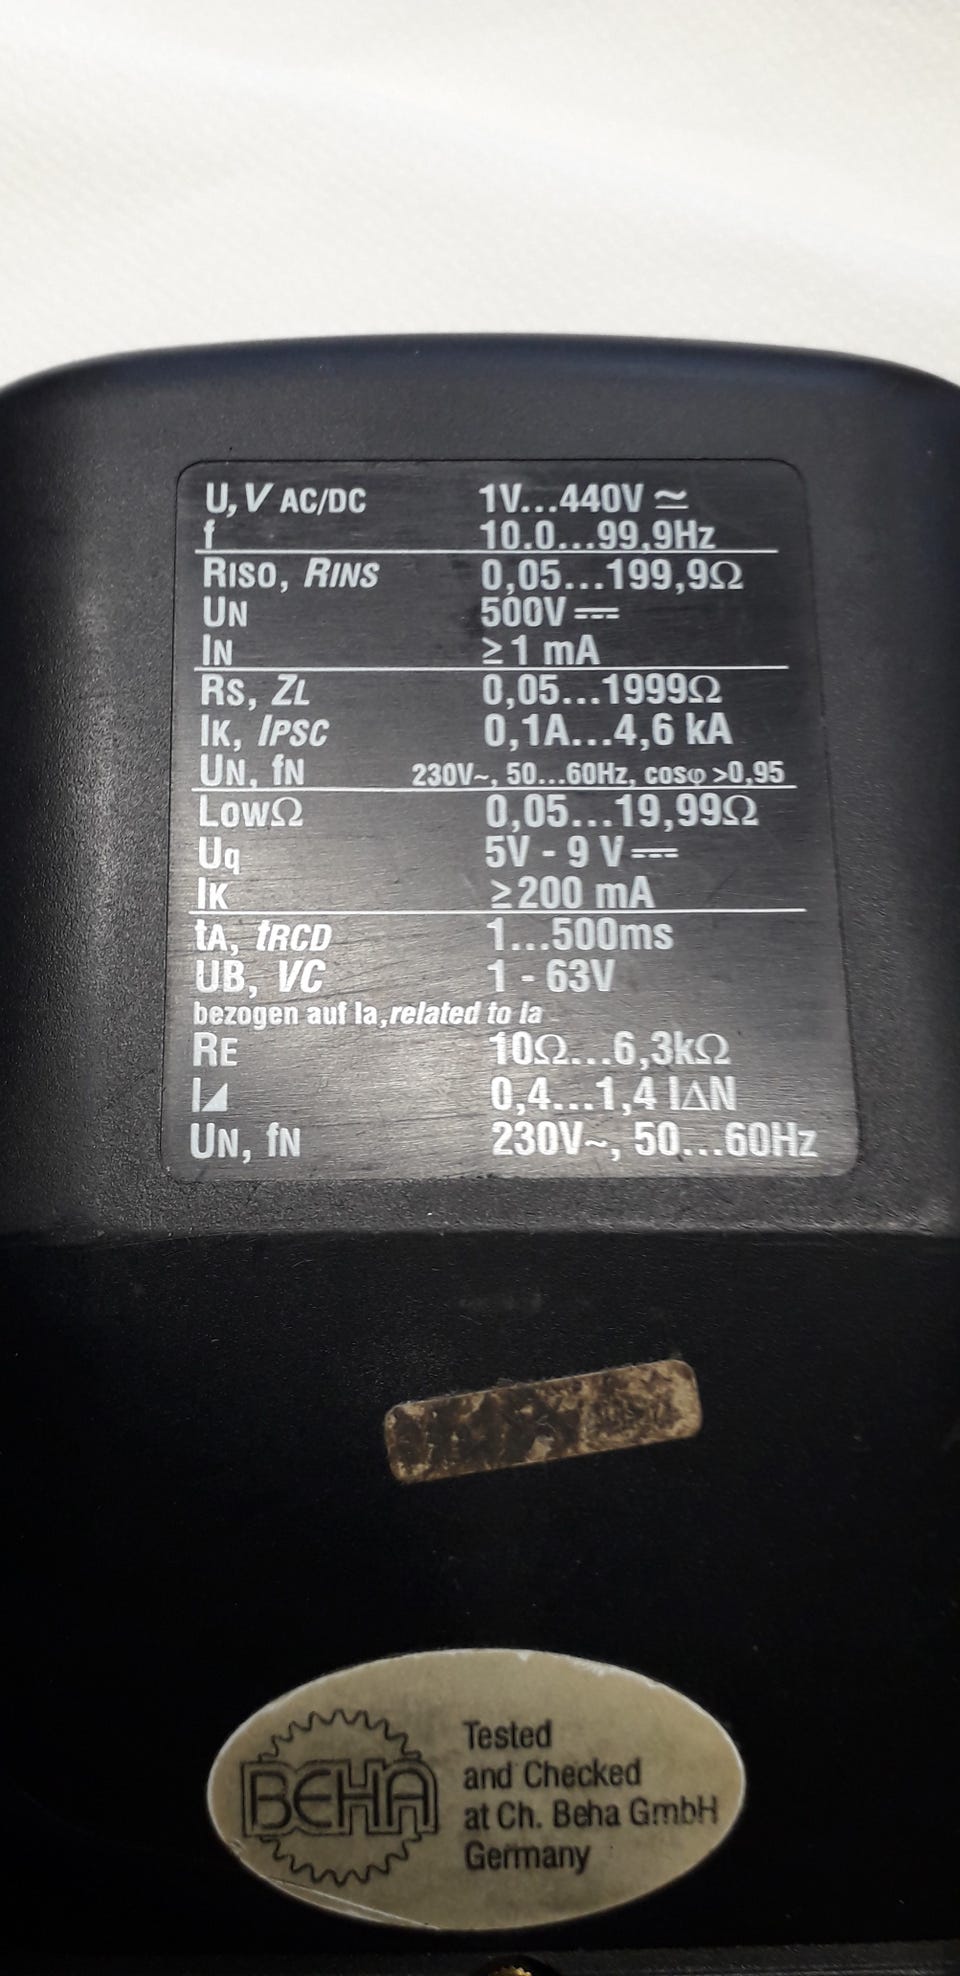 U, V AC/DC 1V...440V ≂
f 10.0...99,9Hz
RISO, RINS 0,05...199,9Ω
UN 500V ⎓
IN ≥1 mA
RS, ZL 0,05...1999Ω
IK, IPSC 0,1A...4,6 kA
UN, fN 230V~, 50...60Hz, cosφ >0,95
LowΩ 0,05...19,99Ω
Uq 5V - 9 V ⎓
IK ≥200 mA
tA, tRCD 1...500ms
UB, VC 1 - 63V
bezogen auf Ia, related to Ia
RE 10Ω...6,3kΩ
I◢ 0,4...1,4 I∆N
UN, fN 230V~, 50...60Hz
BEHA
Tested
and Checked
at Ch. Beha GmbH
Germany